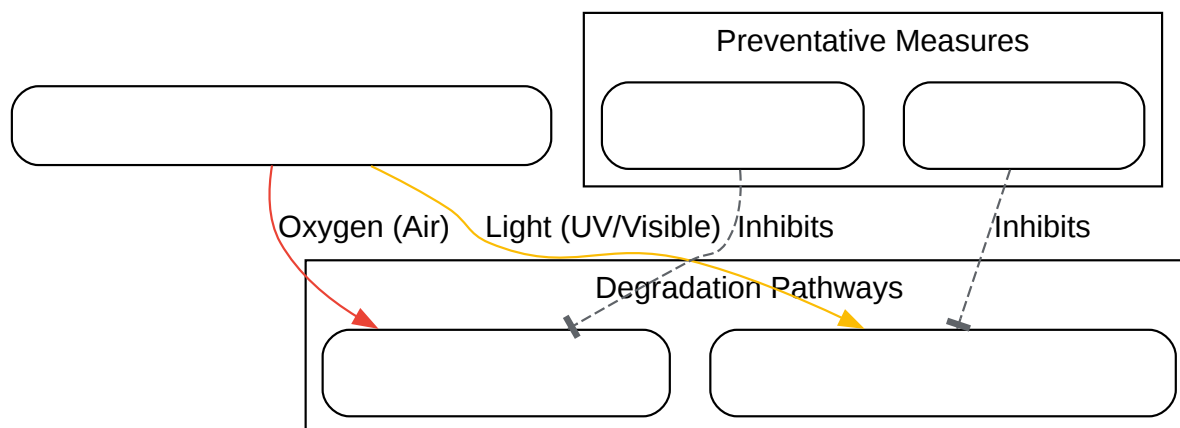 Preventative Measures
Oxygen (Air)
Light (UV/Visible)
Inhibits
Inhibits
Degradation Pathways